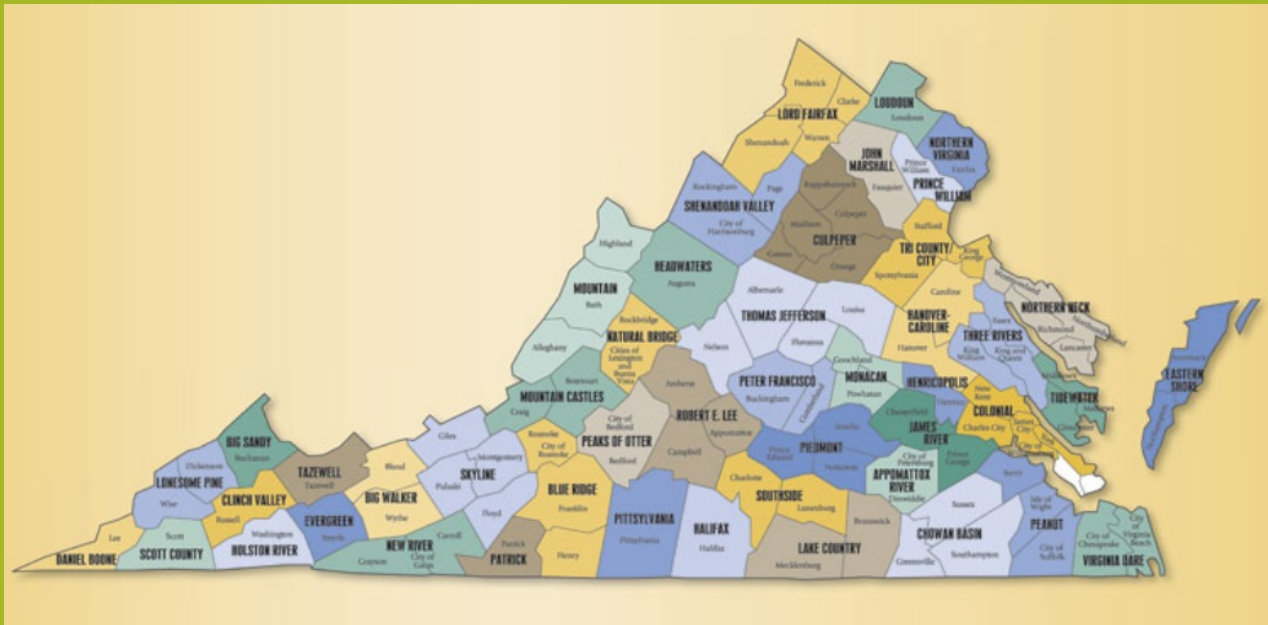 Frederick
Clarke
LORD FAIRFAX
Shenandoah
Warren
LOUDOUN
Loudoun
NORTHERN
VIRGINIA
Fairfax
JOHN
MARSHALL
Fauquier
Prince
William
PRINCE
WILLIAM
Rockingham
Page
SHENANDOAH VALLEY
City of
Harrisonburg
Rappahannock
Culpeper
Madison
CULPEPER
Greene
Orange
Stafford
TRI COUNTY/
CITY
King
George
Spotsylvania
Highland
MOUNTAIN
Bath
Alleghany
HEADWATERS
Augusta
Rockbridge
NATURAL BRIDGE
Cities of
Lexington
and
Buena
Vista
Albemarle
THOMAS JEFFERSON
Louisa
Nelson
Fluvanna
Caroline
HANOVER-
CAROLINE
Hanover
Westmoreland
NORTHERN NECK
Richmond
Northumberland
Lancaster
Essex
THREE RIVERS
King
William
King and
Queen
EASTERN
SHORE
Northampton
Botetourt
MOUNTAIN CASTLES
Craig
Amherst
ROBERT E. LEE
Appomattox
Campbell
City of
Bedford
PEAKS OF OTTER
Bedford
PETER FRANCISCO
Buckingham
Cumberland
Goochland
MONACAN
Powhatan
HENRICOPOLIS
Henrico
New
Kent
COLONIAL
Charles City
James
City
York
City of
TIDEWATER
Mathews
Gloucester
Chesterfield
JAMES
RIVER
Prince
George
Amelia
PIEDMONT
Prince
Edward
Nottoway
City of
Petersburg
APPOMATTOX
RIVER
Dinwiddie
BIG SANDY
Buchanan
Dickenson
LONESOME PINE
Wise
TAZEWELL
Tazewell
CLINCH VALLEY
Russell
Lee
DANIEL BOONE
Scott
SCOTT COUNTY
Washington
HOLSTON RIVER
EVERGREEN
Smyth
Bland
BIG WALKER
Wythe
Giles
Montgomery
SKYLINE
Pulaski
Floyd
NEW RIVER
Carroll
Grayson
City of
Galax
Patrick
PATRICK
Roanoke
City of
Roanoke
BLUE RIDGE
Franklin
Henry
PITTSYLVANIA
Pittsylvania
HALIFAX
Halifax
Charlotte
SOUTHSIDE
Lunenburg
LAKE COUNTRY
Brunswick
Mecklenburg
Sussex
CHOWAN BASIN
Greensville
Southampton
Surry
Isle of
Wight
PEANUT
City of
Suffolk
City of
Chesapeake
City
of
Virginia
Beach
VIRGINIA DARE